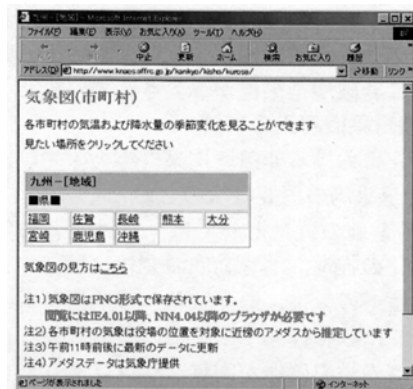 九州-[地域] - Microsoft Internet Explorer
ファイル(F) 編集(E) 表示(V) お気に入り(A) ツール(T) ヘルプ(H)
中止 更新 ホーム 検索 お気に入り 履歴
アドレス(D) http://www.knaes.affrc.go.jp/kankyo/kisho/kurose/ 移動 リンク
気象図(市町村)
各市町村の気温および降水量の季節変化を見ることができます
見たい場所をクリックしてください
九州-[地域]
■県■
福岡 佐賀 長崎 熊本 大分
宮崎 鹿児島 沖縄
気象図の見方はこちら
注1)気象図はPNG形式で保存されています。
閲覧にはIE4.01以降、NN4.04以降のブラウザが必要です
注2)各市町村の気象は役場の位置を対象に近傍のアメダスから推定しています
注3)午前11時前後に最新のデータに更新
注4)アメダスデータは気象庁提供
ページが表示されました インターネット